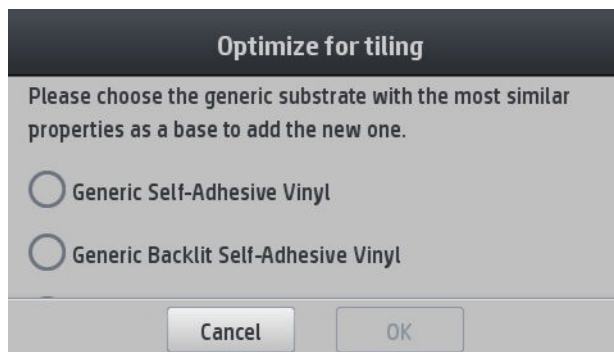 Optimize for tiling
Please choose the generic substrate with the most similar
properties as a base to add the new one.
Generic Self-Adhesive Vinyl
Generic Backlit Self-Adhesive Vinyl
Cancel
OK